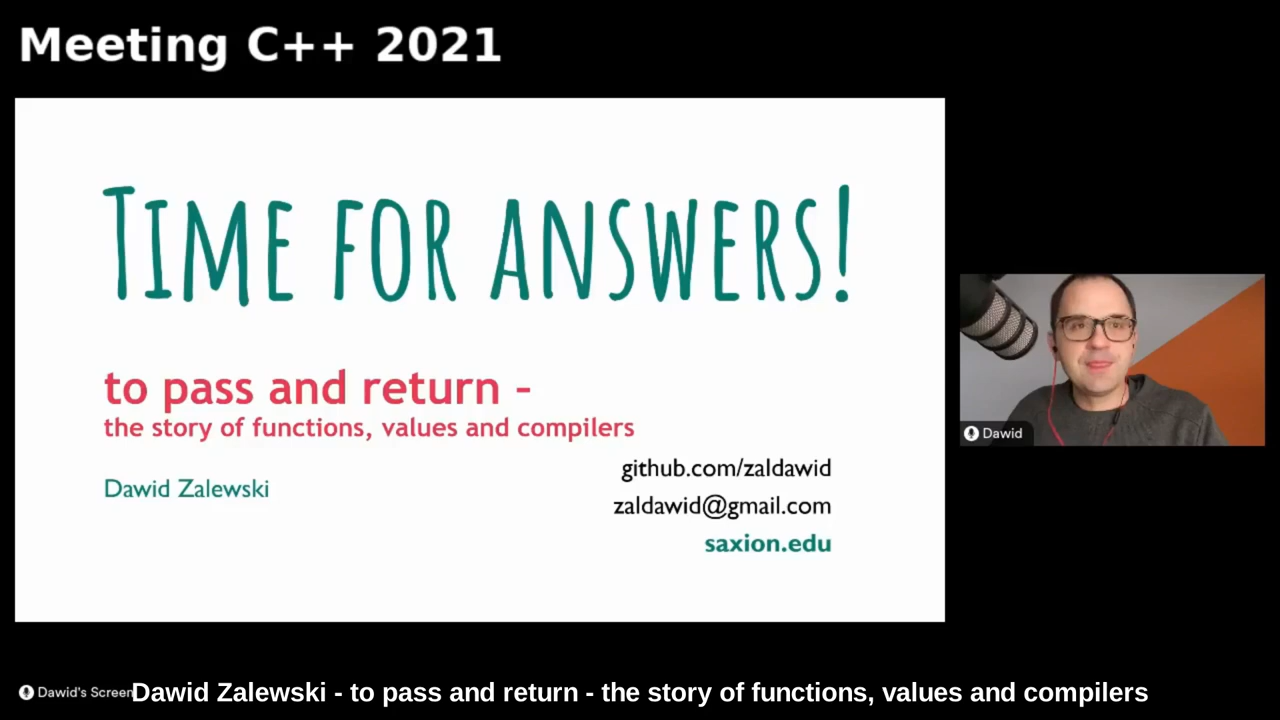 Meeting C++ 2021
TIME FOR ANSWERS!
to pass and return -
the story of functions, values and compilers
Dawid Zalewski
github.com/zaldawid
zaldawid@gmail.com
saxion.edu
Dawid
Dawid's Screen
Dawid Zalewski - to pass and return - the story of functions, values and compilers